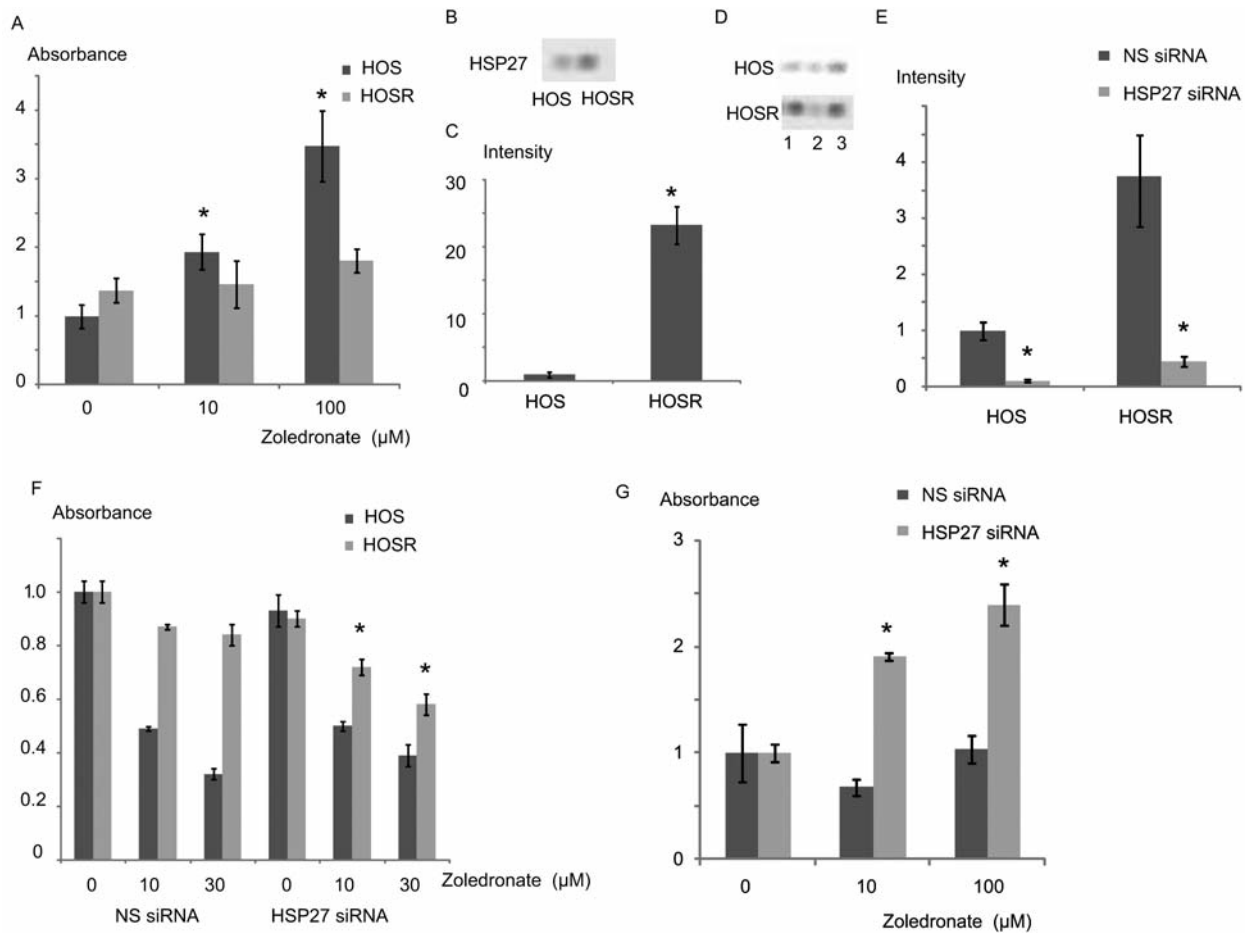 A
Absorbance
HOS
HOSR
4
3
2
1
0
*
*
0 10 100
Zoledronate (µM)
B
HSP27
HOS HOSR
C
Intensity
30
20
10
0
*
HOS HOSR
D
HOS
HOSR
1 2 3
E
NS siRNA
HSP27 siRNA
Intensity
4
3
2
1
0
*
*
HOS HOSR
F
Absorbance
HOS
HOSR
1.0
0.8
0.6
0.4
0.2
0
*
*
0 10 30 0 10 30 Zoledronate (µM)
NS siRNA HSP27 siRNA
G
Absorbance
NS siRNA
HSP27 siRNA
3
2
1
0
*
*
0 10 100
Zoledronate (µM)